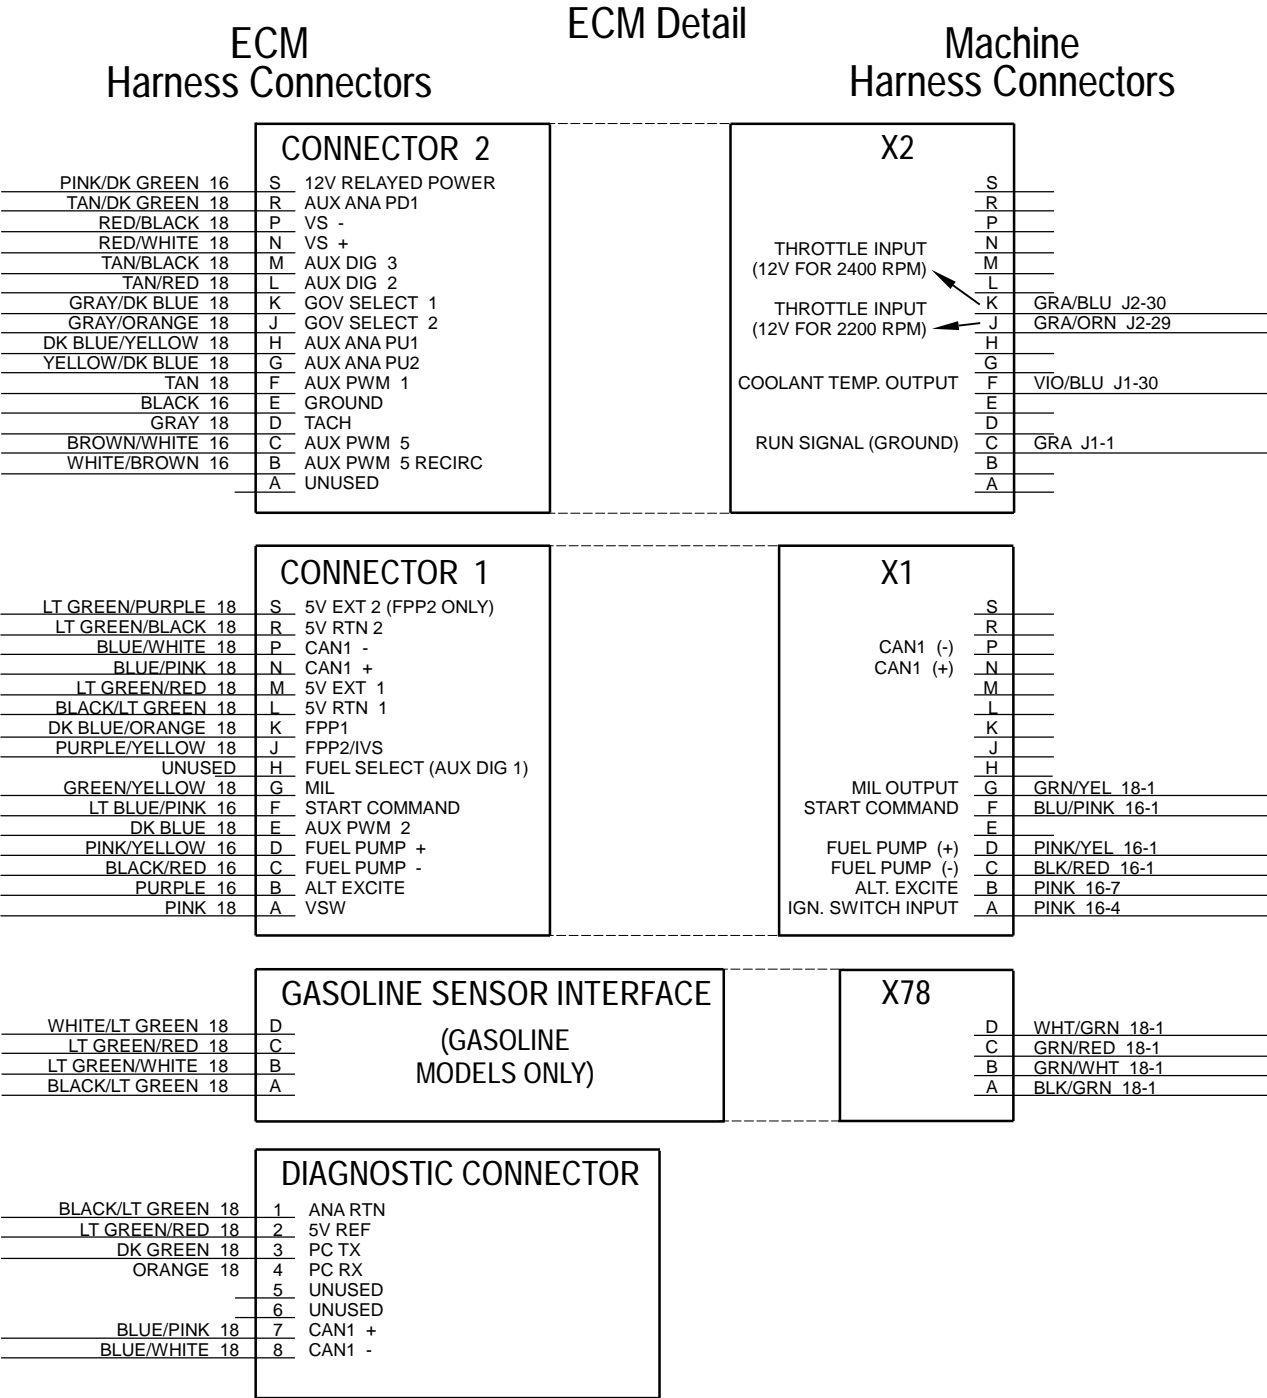 ECM Detail
ECM
Harness Connectors
Machine
Harness Connectors
CONNECTOR 2
PINK/DK GREEN 16 S 12V RELAYED POWER
TAN/DK GREEN 18 R AUX ANA PD1
RED/BLACK 18 P VS -
RED/WHITE 18 N VS +
TAN/BLACK 18 M AUX DIG 3
TAN/RED 18 L AUX DIG 2
GRAY/DK BLUE 18 K GOV SELECT 1
GRAY/ORANGE 18 J GOV SELECT 2
DK BLUE/YELLOW 18 H AUX ANA PU1
YELLOW/DK BLUE 18 G AUX ANA PU2
TAN 18 F AUX PWM 1
BLACK 16 E GROUND
GRAY 18 D TACH
BROWN/WHITE 16 C AUX PWM 5
WHITE/BROWN 16 B AUX PWM 5 RECIRC
A UNUSED
X2
S
R
P
N
THROTTLE INPUT
(12V FOR 2400 RPM)
M
L
K GRA/BLU J2-30
THROTTLE INPUT
(12V FOR 2200 RPM)
J GRA/ORN J2-29
H
G
COOLANT TEMP. OUTPUT F VIO/BLU J1-30
E
D
RUN SIGNAL (GROUND) C GRA J1-1
B
A
CONNECTOR 1
LT GREEN/PURPLE 18 S 5V EXT 2 (FPP2 ONLY)
LT GREEN/BLACK 18 R 5V RTN 2
BLUE/WHITE 18 P CAN1 -
BLUE/PINK 18 N CAN1 +
LT GREEN/RED 18 M 5V EXT 1
BLACK/LT GREEN 18 L 5V RTN 1
DK BLUE/ORANGE 18 K FPP1
PURPLE/YELLOW 18 J FPP2/IVS
UNUSED H FUEL SELECT (AUX DIG 1)
GREEN/YELLOW 18 G MIL
LT BLUE/PINK 16 F START COMMAND
DK BLUE 18 E AUX PWM 2
PINK/YELLOW 16 D FUEL PUMP +
BLACK/RED 16 C FUEL PUMP -
PURPLE 16 B ALT EXCITE
PINK 18 A VSW
X1
S
R
CAN1 (-) P
CAN1 (+) N
M
L
K
J
H
MIL OUTPUT G GRN/YEL 18-1
START COMMAND F BLU/PINK 16-1
E
FUEL PUMP (+) D PINK/YEL 16-1
FUEL PUMP (-) C BLK/RED 16-1
ALT. EXCITE B PINK 16-7
IGN. SWITCH INPUT A PINK 16-4
GASOLINE SENSOR INTERFACE
(GASOLINE
MODELS ONLY)
WHITE/LT GREEN 18 D
LT GREEN/RED 18 C
LT GREEN/WHITE 18 B
BLACK/LT GREEN 18 A
X78
D WHT/GRN 18-1
C GRN/RED 18-1
B GRN/WHT 18-1
A BLK/GRN 18-1
DIAGNOSTIC CONNECTOR
BLACK/LT GREEN 18 1 ANA RTN
LT GREEN/RED 18 2 5V REF
DK GREEN 18 3 PC TX
ORANGE 18 4 PC RX
5 UNUSED
6 UNUSED
BLUE/PINK 18 7 CAN1 +
BLUE/WHITE 18 8 CAN1 -